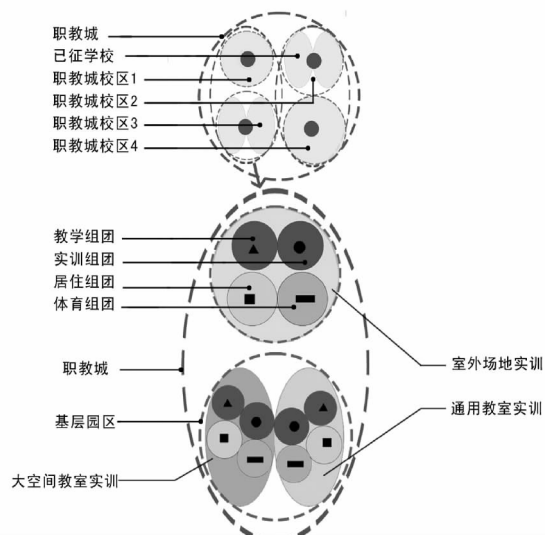 职教城
已征学校
职教城校区1
职教城校区2
职教城校区3
职教城校区4
教学组团
实训组团
居住组团
体育组团
室外场地实训
职教城
通用教室实训
基层园区
大空间教室实训